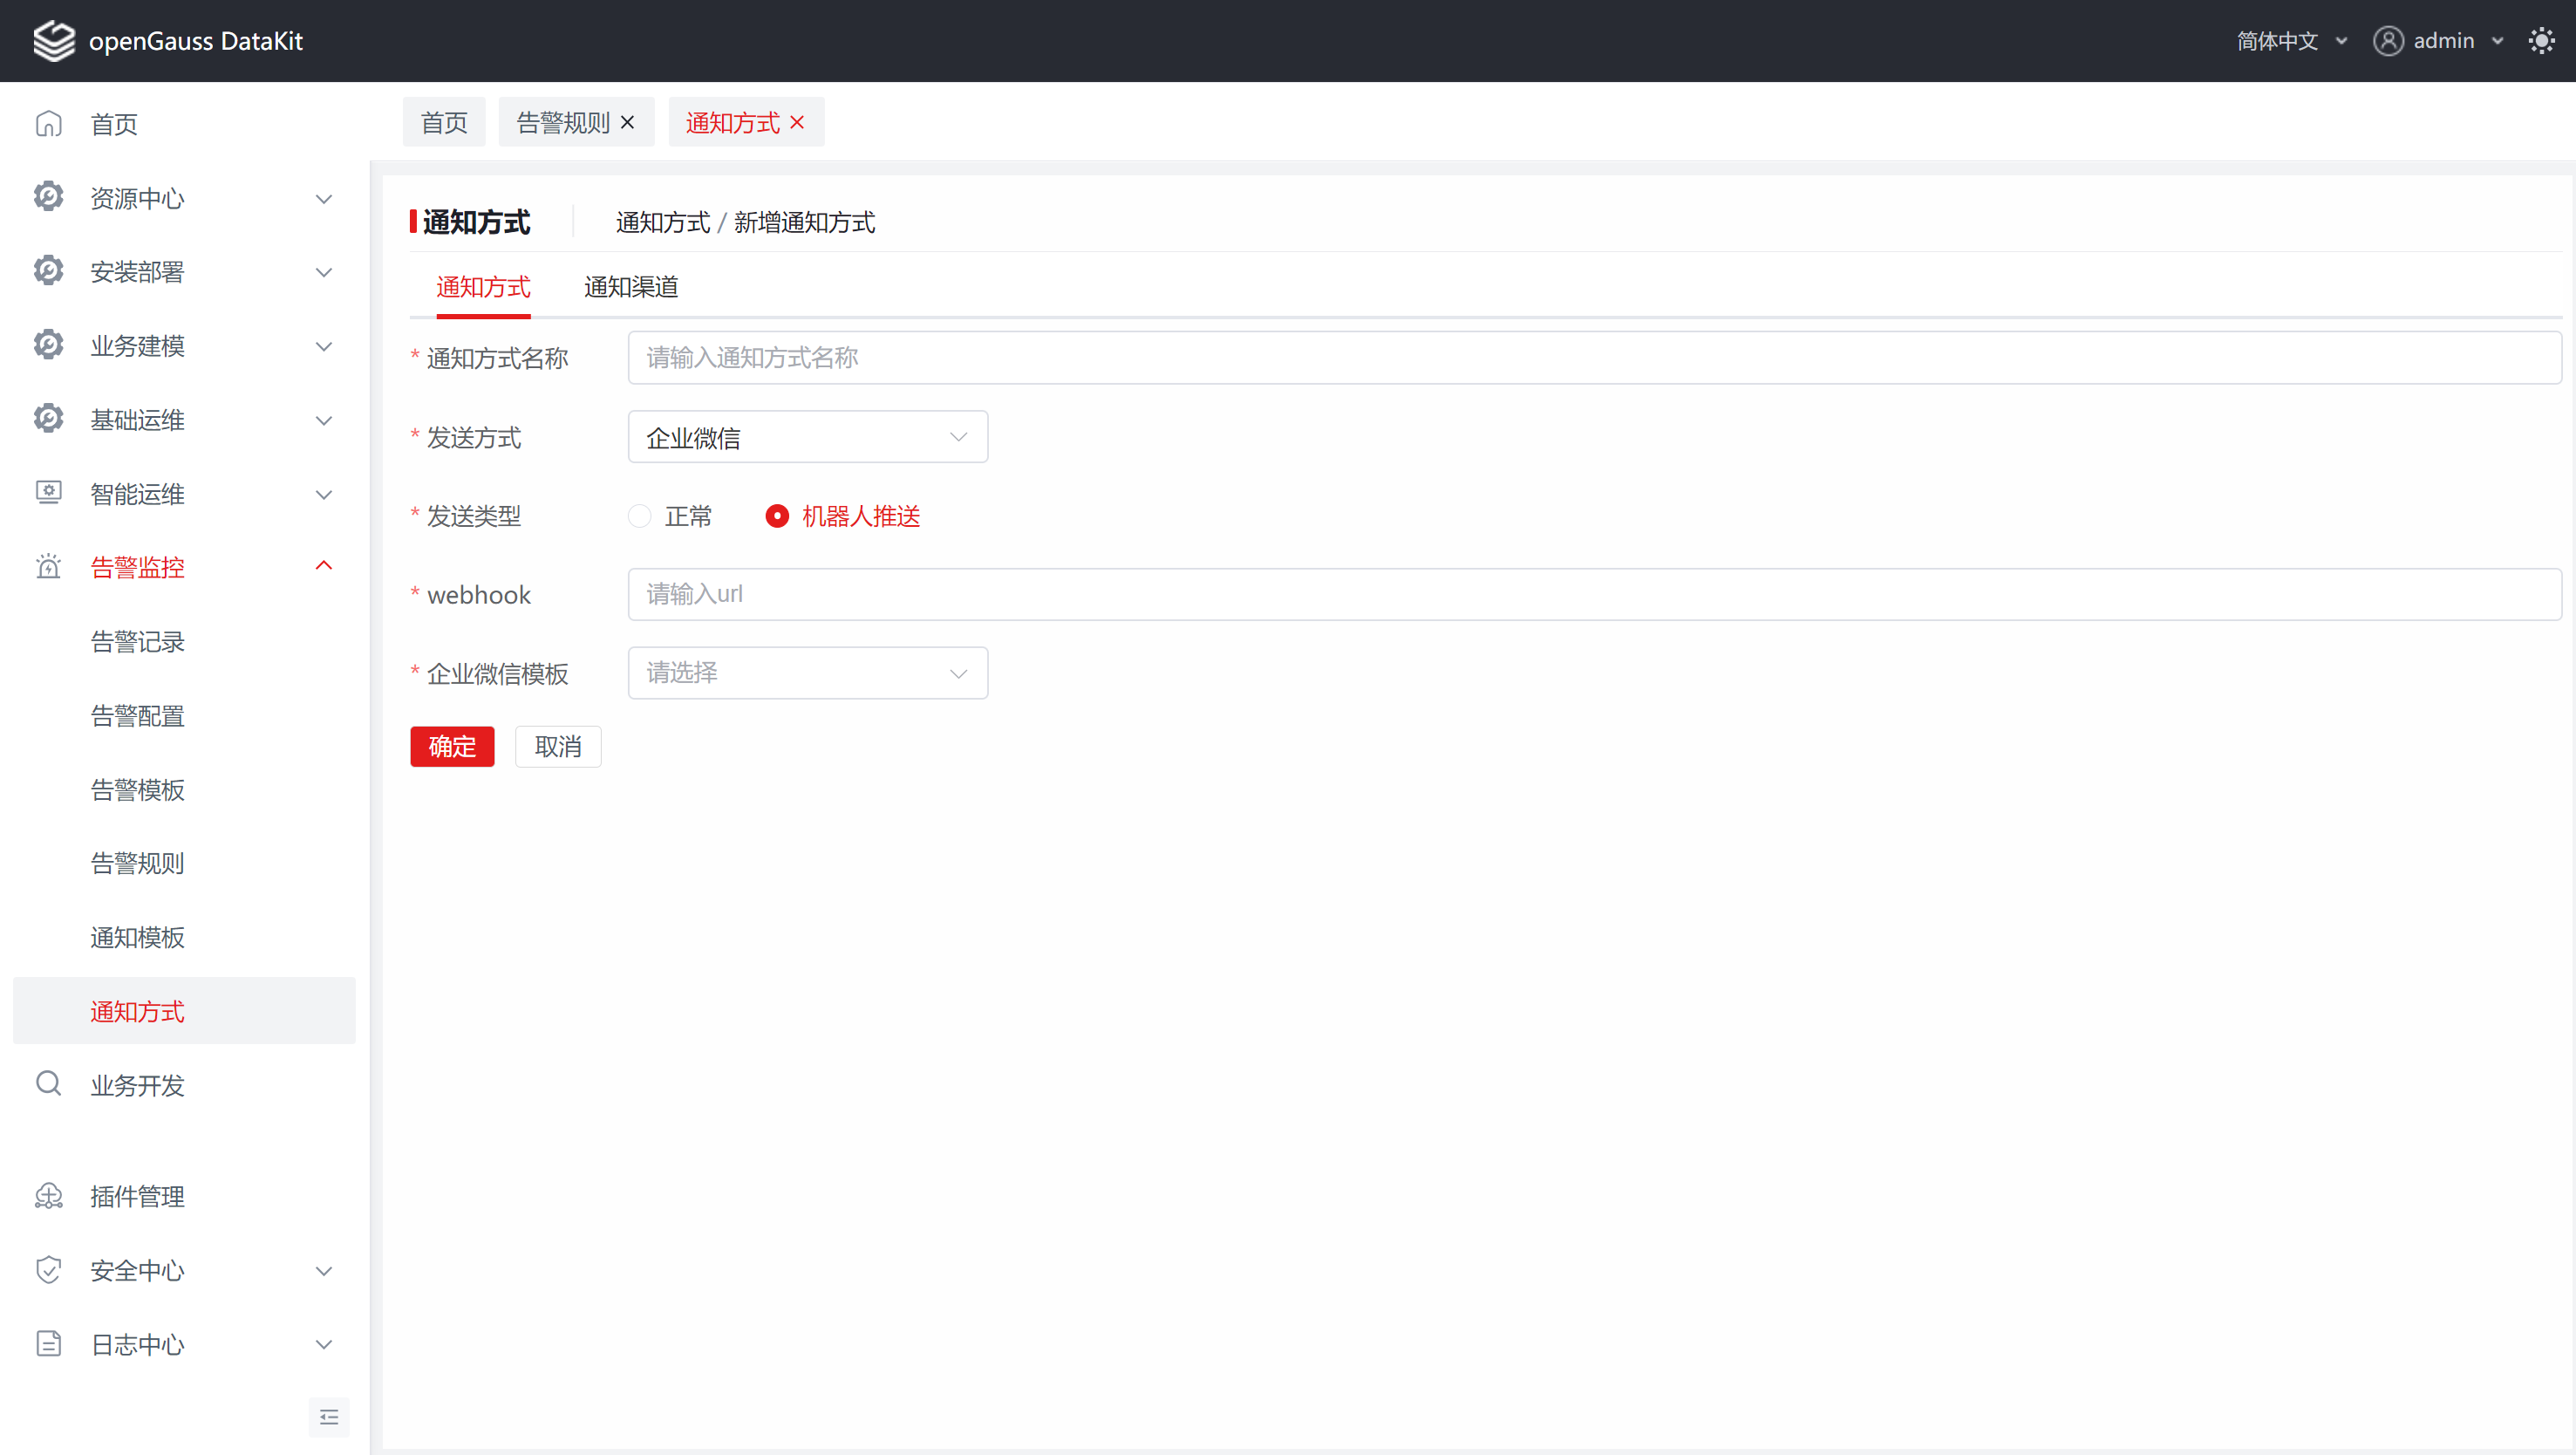 openGauss DataKit
简体中文
admin
首页
资源中心
安装部署
业务建模
基础运维
智能运维
告警监控
告警记录
告警配置
告警模板
告警规则
通知模板
通知方式
业务开发
插件管理
安全中心
日志中心
首页
告警规则
通知方式
通知方式
通知方式 / 新增通知方式
通知方式
通知渠道
* 通知方式名称
请输入通知方式名称
* 发送方式
企业微信
* 发送类型
正常
机器人推送
* webhook
请输入url
* 企业微信模板
请选择
确定
取消